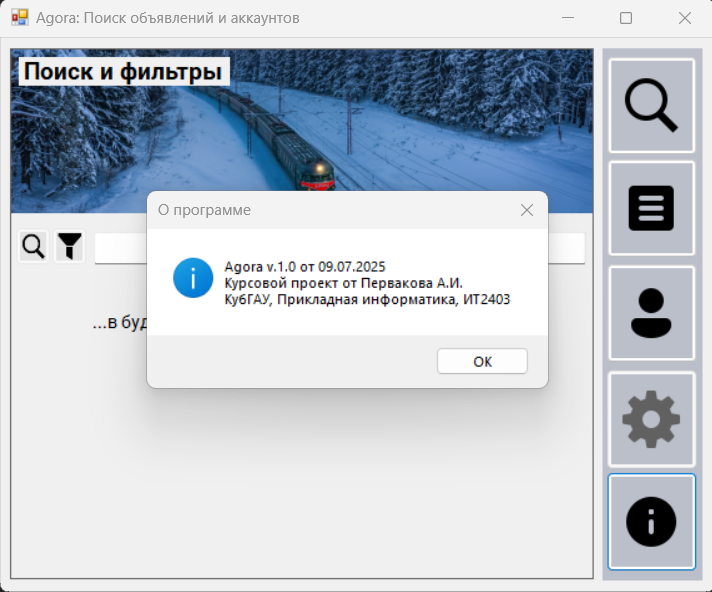 Agora: Поиск объявлений и аккаунтов
Поиск и фильтры
О программе
Agora v.1.0 от 09.07.2025
Курсовой проект от Первакова А.И.
КубГАУ, Прикладная информатика, ИТ2403
...в
ОК